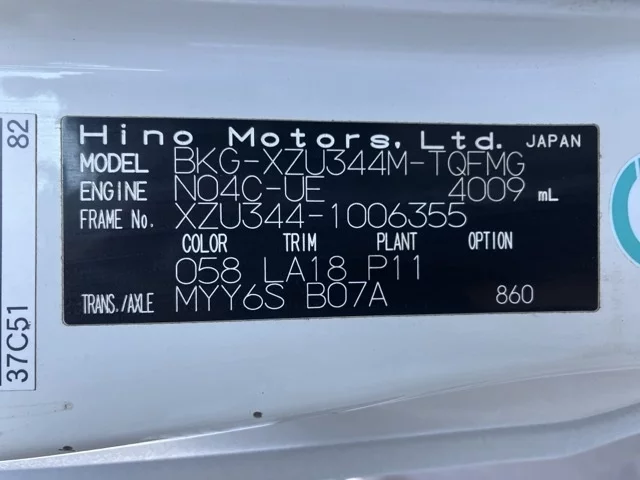 Hino Motors, Ltd. JAPAN
MODEL BKG-XZU344M-TQFMG
ENGINE N04C-UE 4009 mL
FRAME No. XZU344-1006355
COLOR TRIM PLANT OPTION
058 LA18 P11
TRANS./AXLE MYY6S B07A 860
37C51 82